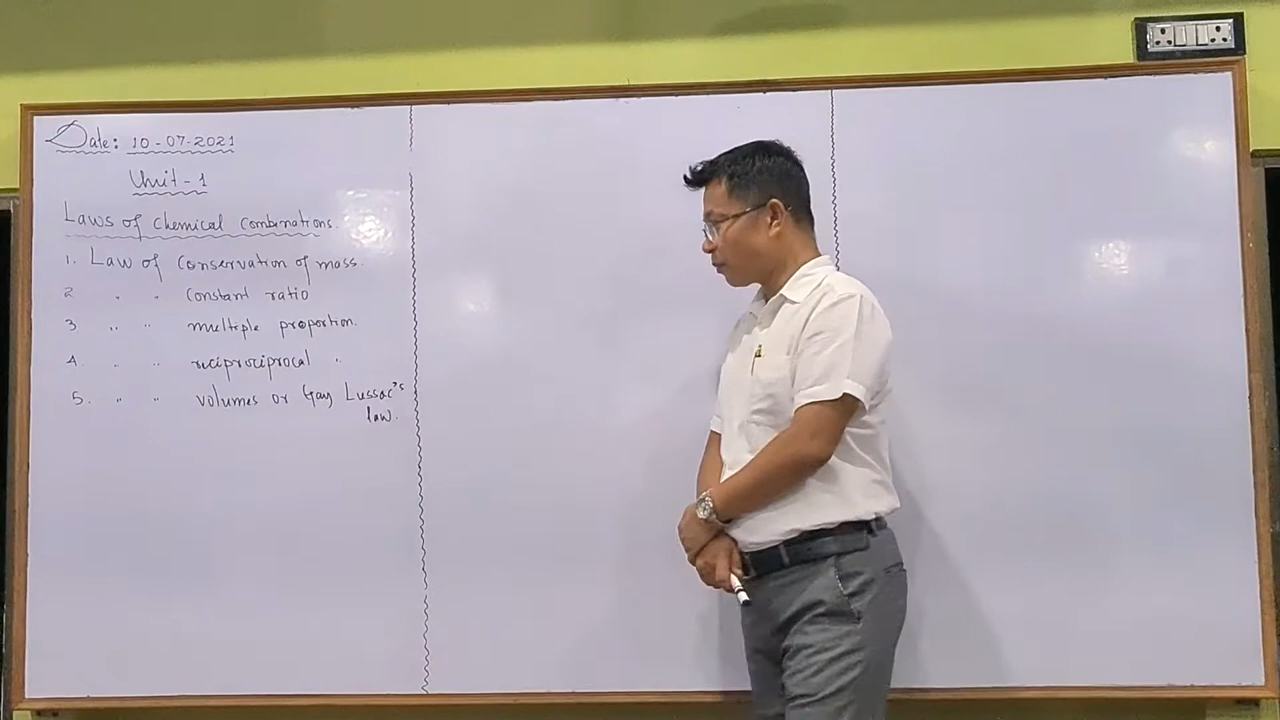 Date: 10-07-2021
Unit-1
Laws of Chemical Combinations.
1. Law of Conservation of mass.
2 " " Constant ratio
3 " " multiple proportion.
4. " " reciprociprocal "
5. " " volumes or Gay Lussac's
law.